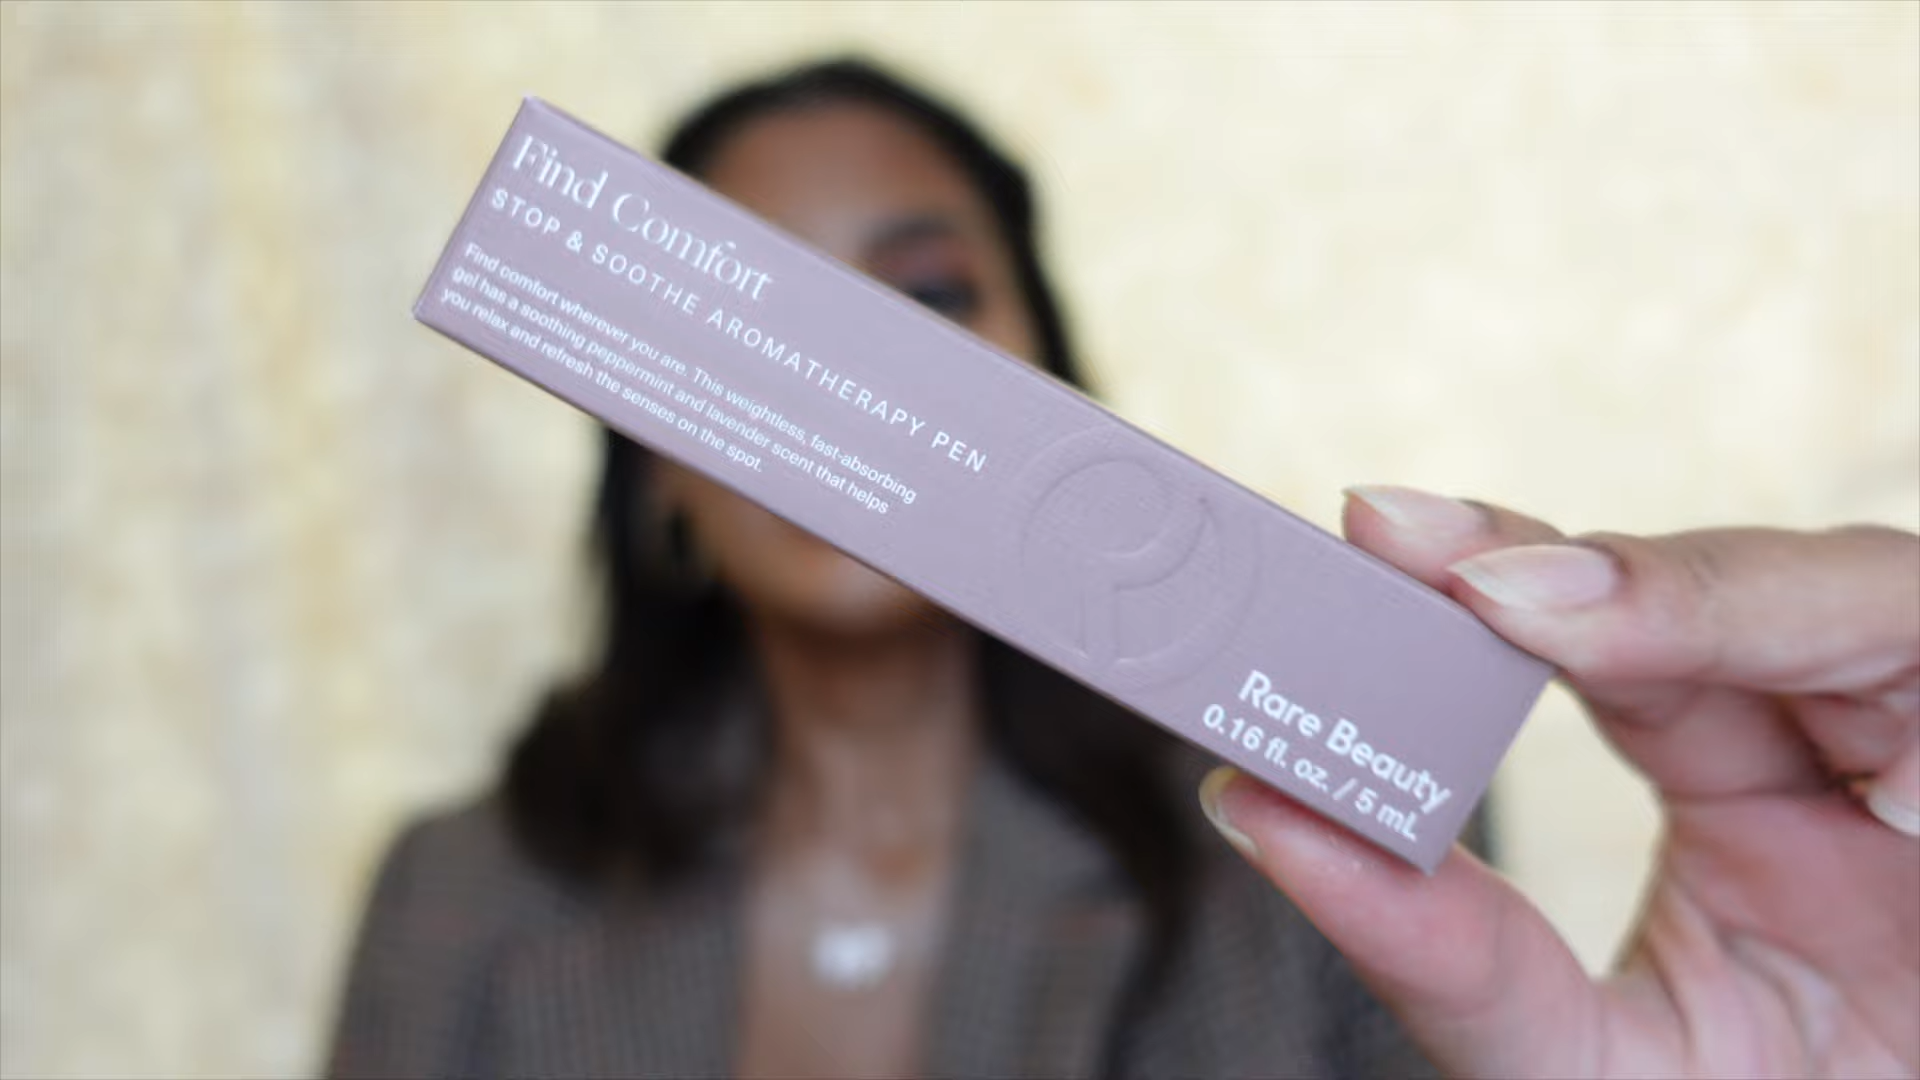 Find Comfort
STOP & SOOTHE AROMATHERAPY PEN
Find comfort wherever you are. This weightless, fast-absorbing
gel has a soothing peppermint and lavender scent that helps
you relax and refresh the senses on the spot.
R
Rare Beauty
0.16 fl. oz. / 5 mL